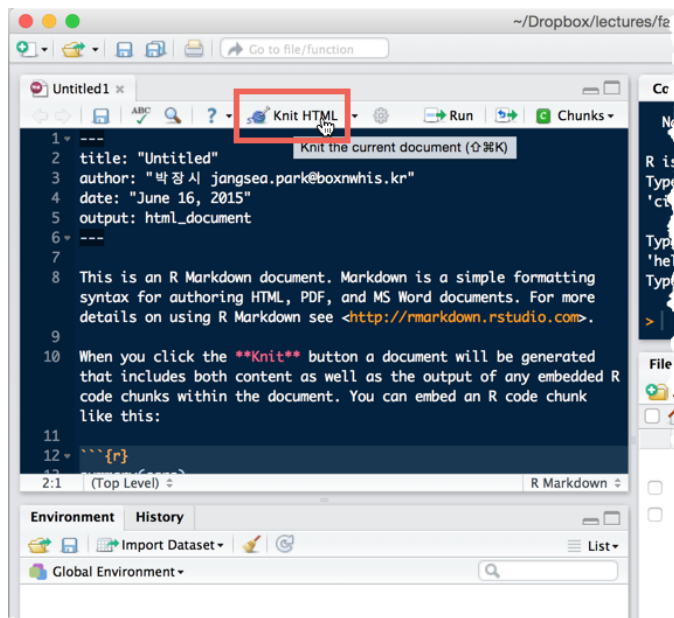 ~/Dropbox/lectures/fa
Go to file/function
Untitled1
ABC
Knit HTML
Run
Chunks
Knit the current document (⇧⌘K)
1 ---
2 title: "Untitled"
3 author: "박장시 jangsea.park@boxnwhis.kr"
4 date: "June 16, 2015"
5 output: html_document
6 ---
7
8 This is an R Markdown document. Markdown is a simple formatting
syntax for authoring HTML, PDF, and MS Word documents. For more
details on using R Markdown see <http://rmarkdown.rstudio.com>.
9
10 When you click the **Knit** button a document will be generated
that includes both content as well as the output of any embedded R
code chunks within the document. You can embed an R code chunk
like this:
11
12 ```{r}
2:1 (Top Level) R Markdown
Environment History
Import Dataset List
Global Environment
Co
R is
Type
'ci
Type
'hel
Type
>
File